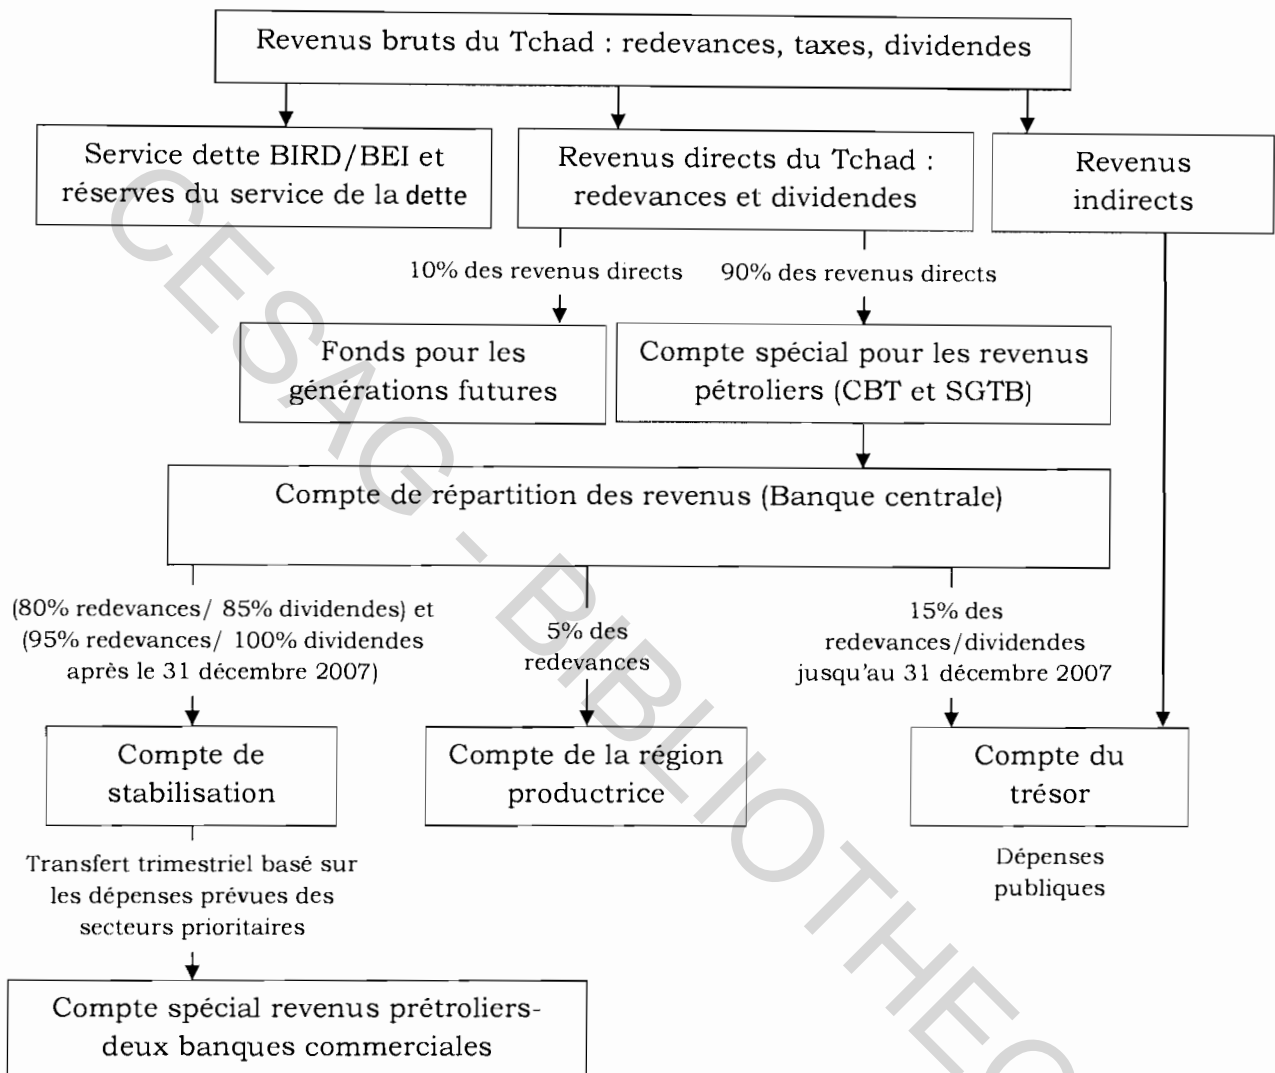 Revenus bruts du Tchad : redevances, taxes, dividendes
Service dette BIRD/BEI et
réserves du service de la dette
Revenus directs du Tchad :
redevances et dividendes
Revenus
indirects
10% des revenus directs
90% des revenus directs
Fonds pour les
générations futures
Compte spécial pour les revenus
pétroliers (CBT et SGTB)
Compte de répartition des revenus (Banque centrale)
(80% redevances/ 85% dividendes) et
(95% redevances/ 100% dividendes
après le 31 décembre 2007)
5% des
redevances
15% des
redevances/dividendes
jusqu'au 31 décembre 2007
Compte de
stabilisation
Compte de la région
productrice
Compte du
trésor
Transfert trimestriel basé sur
les dépenses prévues des
secteurs prioritaires
Dépenses
publiques
Compte spécial revenus prétroliers-
deux banques commerciales
CESAG - BIBLIOTHEQ